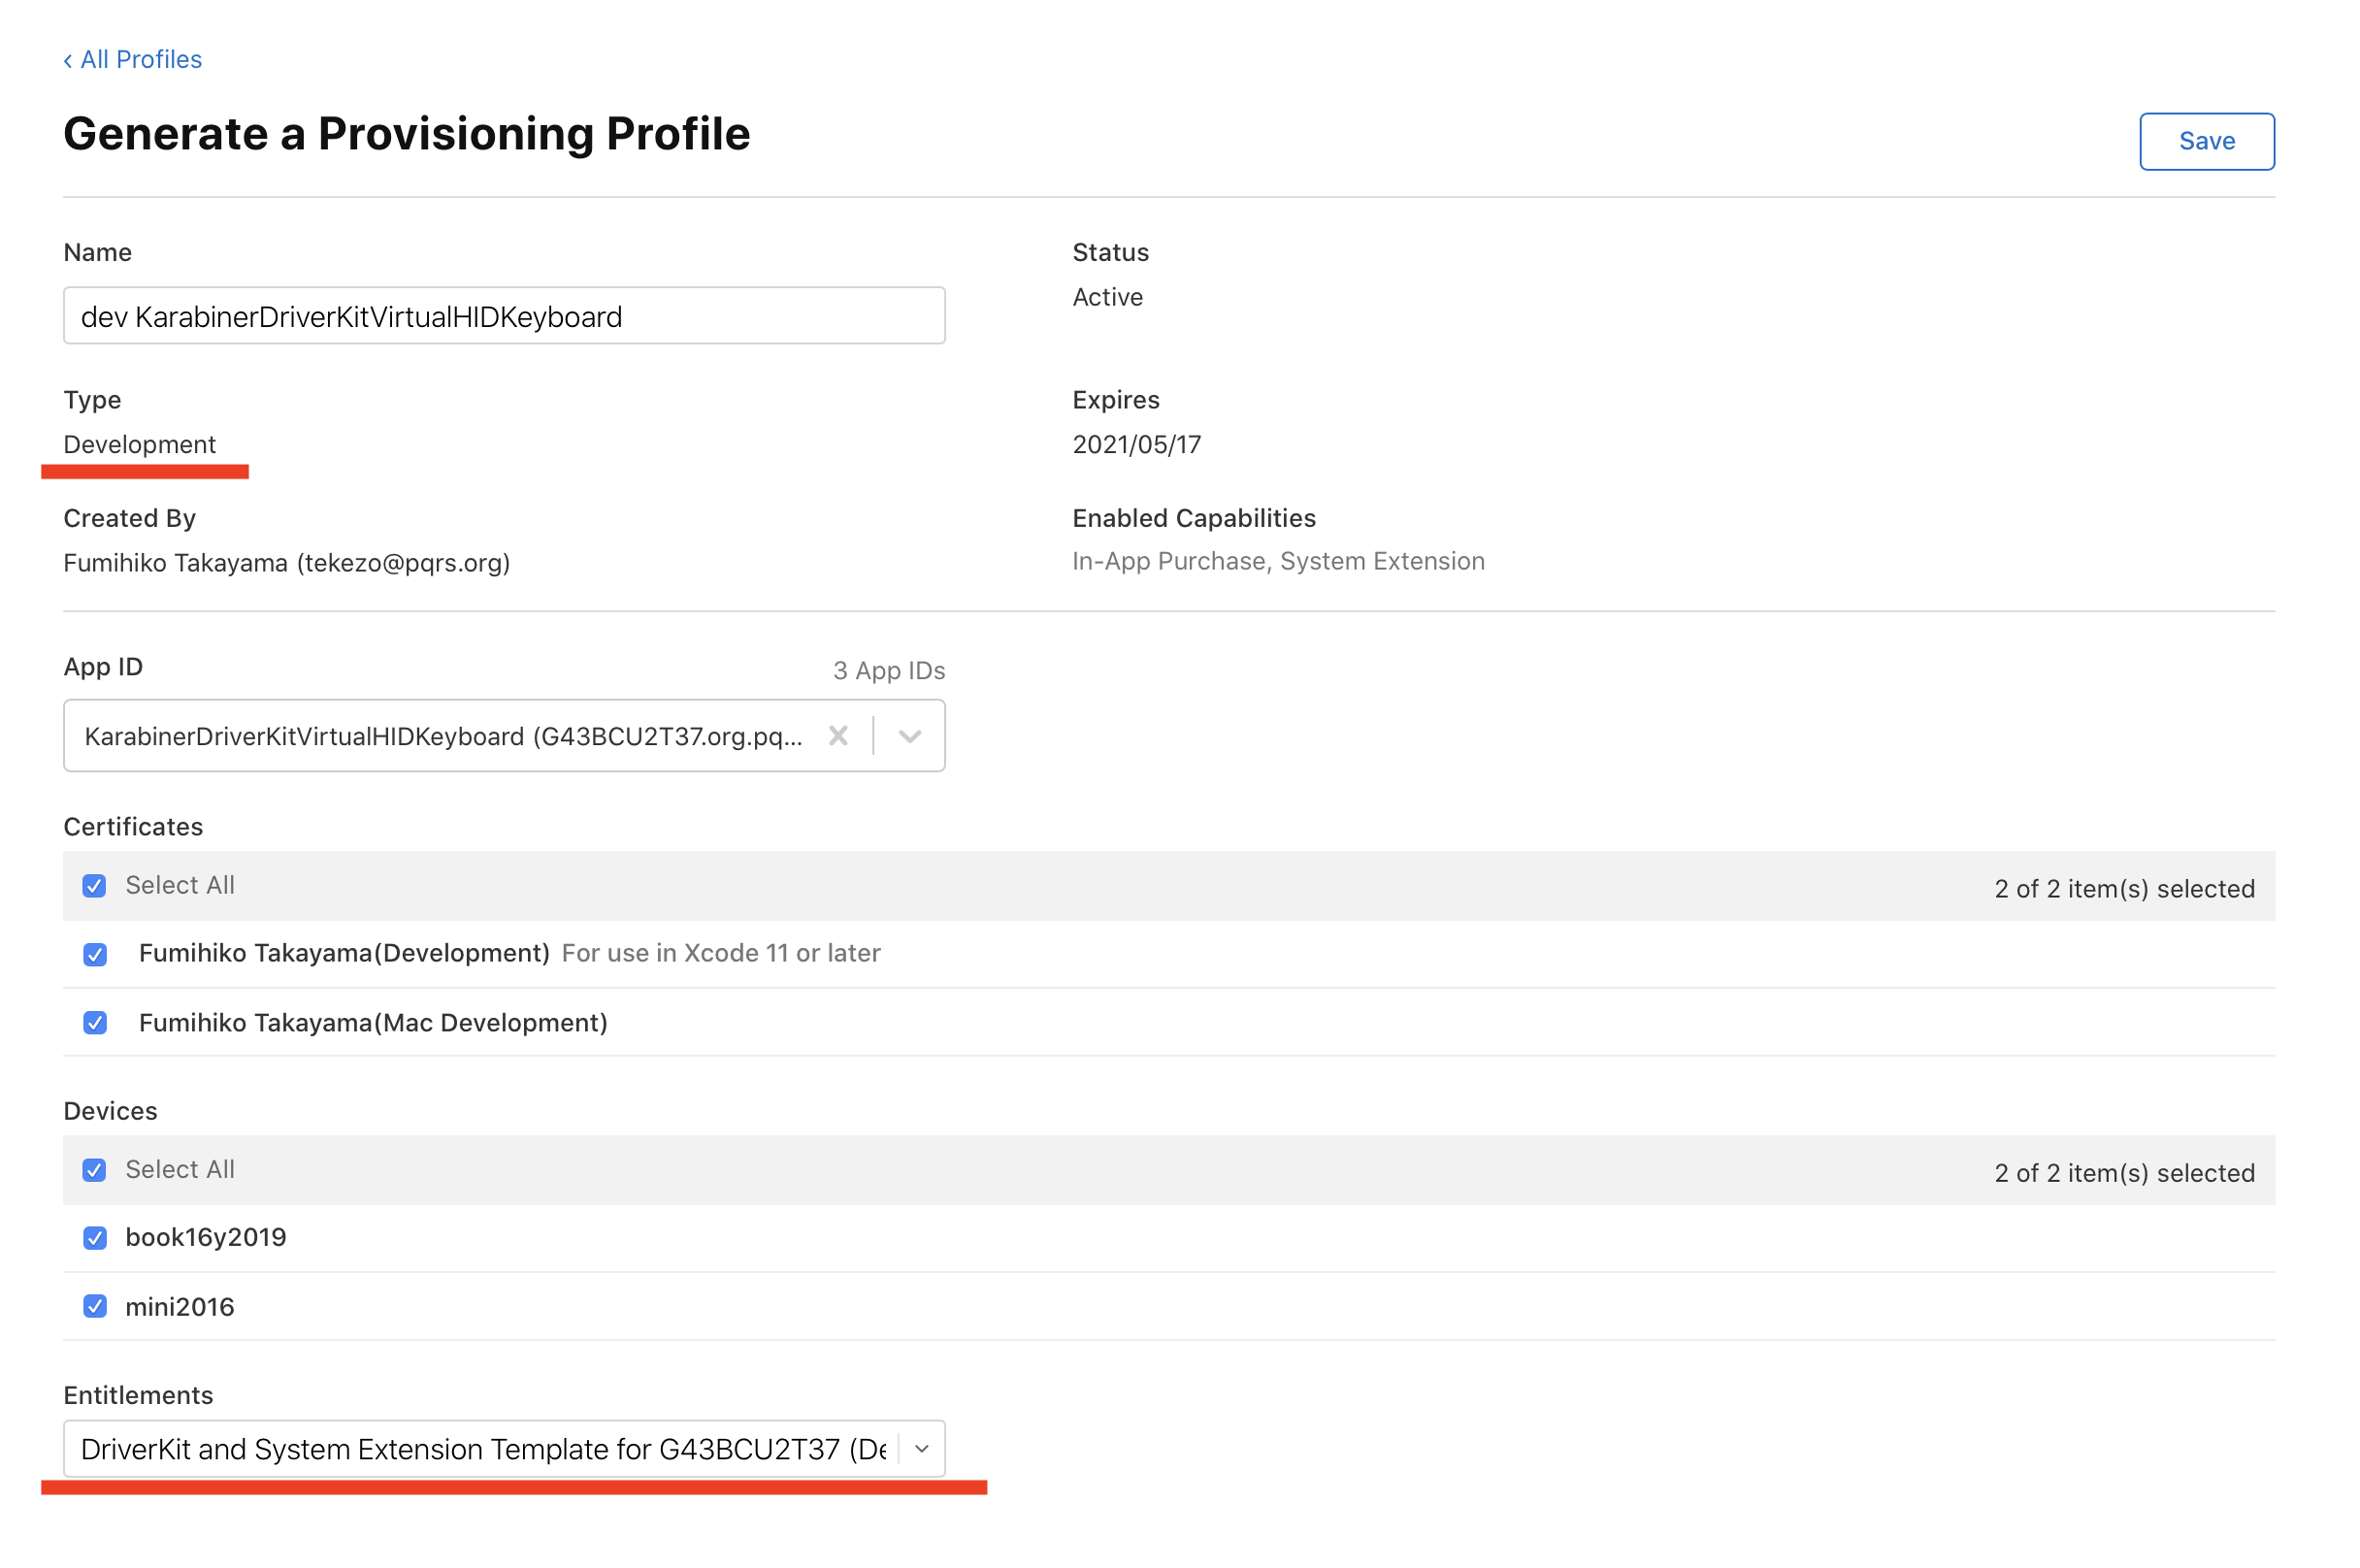 ‹ All Profiles
Generate a Provisioning Profile
Save
Name
Status
dev KarabinerDriverKitVirtualHIDKeyboard
Active
Type
Expires
Development
2021/05/17
Created By
Enabled Capabilities
Fumihiko Takayama (tekezo@pqrs.org)
In-App Purchase, System Extension
App ID
3 App IDs
KarabinerDriverKitVirtualHIDKeyboard (G43BCU2T37.org.pq...
Certificates
Select All
2 of 2 item(s) selected
Fumihiko Takayama(Development) For use in Xcode 11 or later
Fumihiko Takayama(Mac Development)
Devices
Select All
2 of 2 item(s) selected
book16y2019
mini2016
Entitlements
DriverKit and System Extension Template for G43BCU2T37 (De